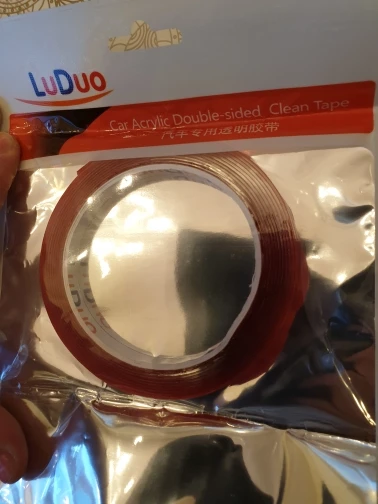 LUDUO
Car Acrylic Double-sided Clean Tape
汽车专用透明胶带